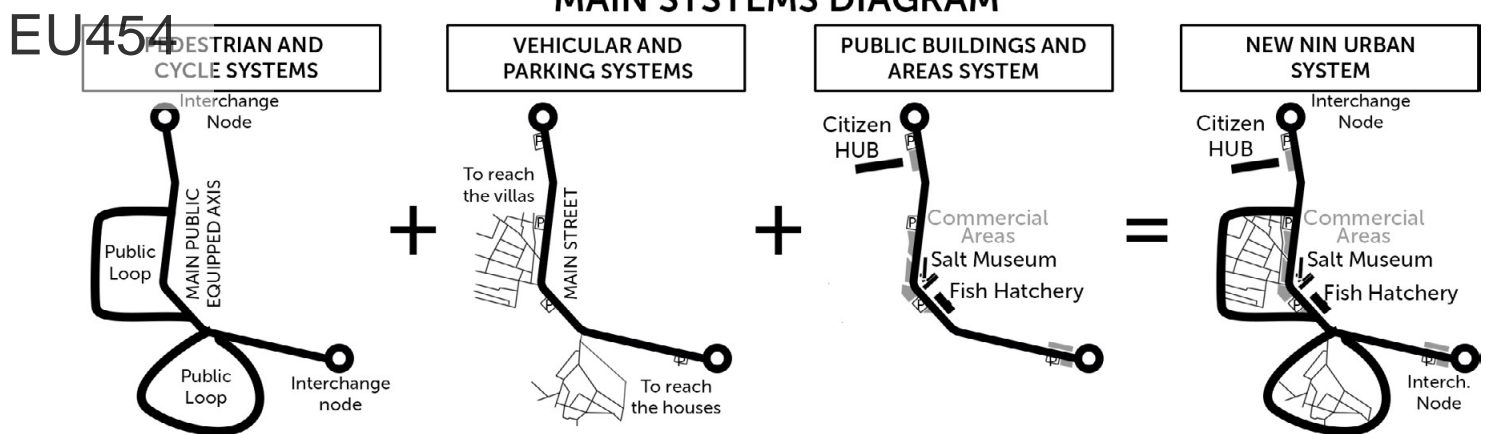 MAIN SYSTEMS DIAGRAM
EU454
PEDESTRIAN AND
CYCLE SYSTEMS
Interchange
Node
MAIN PUBLIC
EQUIPPED AXIS
Public
Loop
Public
Loop
Interchange
node
+
VEHICULAR AND
PARKING SYSTEMS
P
To reach
the villas
P
MAIN STREET
P
P
To reach
the houses
+
PUBLIC BUILDINGS AND
AREAS SYSTEM
Citizen
HUB
P
P
Commercial
Areas
Salt Museum
Fish Hatchery
P
P
=
NEW NIN URBAN
SYSTEM
Interchange
Node
Citizen
HUB
P
P
Commercial
Areas
Salt Museum
Fish Hatchery
P
P
Interch.
Node